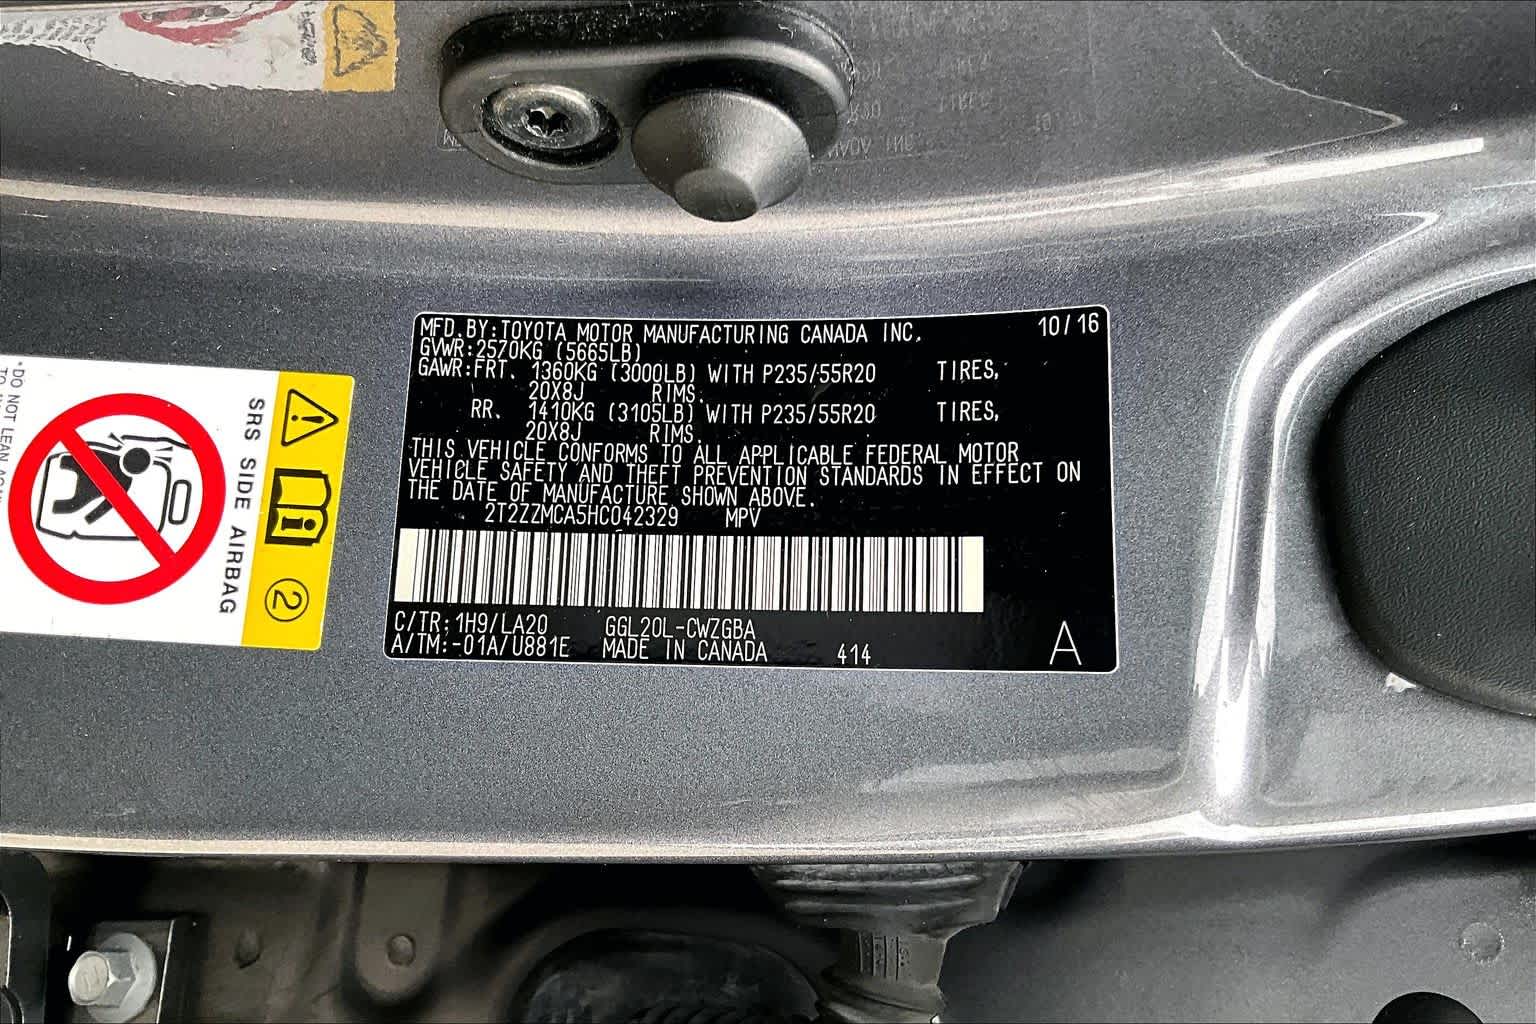 MFD.BY:TOYOTA MOTOR MANUFACTURING CANADA INC. 10/16
GVWR:2570KG (5665LB)
GAWR:FRT. 1360KG (3000LB) WITH P235/55R20 TIRES,
20X8J RIMS.
RR. 1410KG (3105LB) WITH P235/55R20 TIRES,
20X8J RIMS.
THIS VEHICLE CONFORMS TO ALL APPLICABLE FEDERAL MOTOR
VEHICLE SAFETY AND THEFT PREVENTION STANDARDS IN EFFECT ON
THE DATE OF MANUFACTURE SHOWN ABOVE.
2T2ZZMCA5HC042329 MPV
C/TR:1H9/LA20 GGL20L-CWZGBA
A/TM:-01A/U881E MADE IN CANADA 414 A
SRS SIDE AIRBAG
2
*DO NOT LEAN